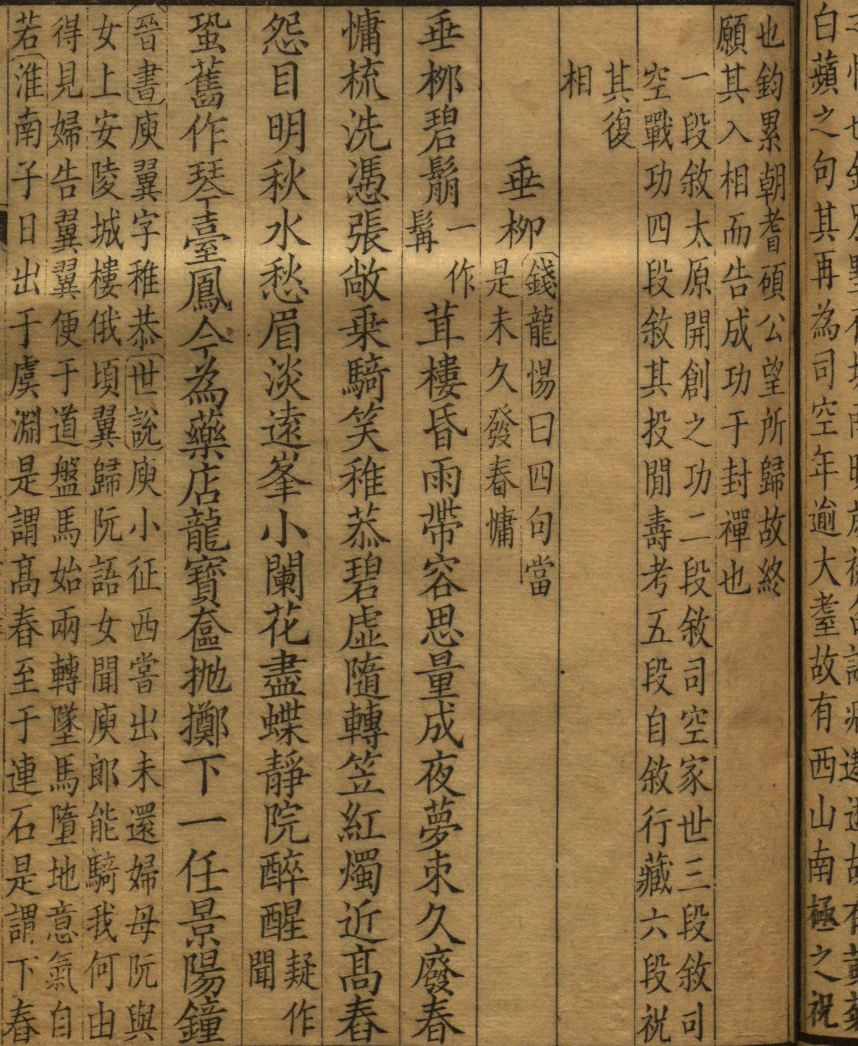 白蘋之句其再為司空年逾大耋故有西山南極之祝
也鈞累朝耆碩公望所歸故終
願其入相而告成功于封禪也
一段敘太原開創之功二段敘司空家世三段敘司
空戰功四段敘其投閒壽考五段自敘行藏六段祝
其復
相
垂柳
錢龍惕曰四句當
是未久發春慵
垂柳碧鬅一作髯茸樓昏雨帶容思量成夜夢束久廢春
慵梳洗憑張敞乗騎笑稚恭碧虛隨轉笠紅燭近髙舂
怨目明秋水愁眉淡遠峯小闌花盡蝶靜院醉醒疑作聞
蛩舊作琴臺鳳今為藥店龍寶奩拋擲下一任景陽鐘
晉書庾翼字稚恭世說庾小征西嘗出未還婦母阮與
女上安陵城樓俄頃翼歸阮語女聞庾郎能騎我何由
得見婦告翼翼便于道盤馬始兩轉墜馬墮地意氣自
若淮南子日出于虞淵是謂髙舂至于連石是謂下舂